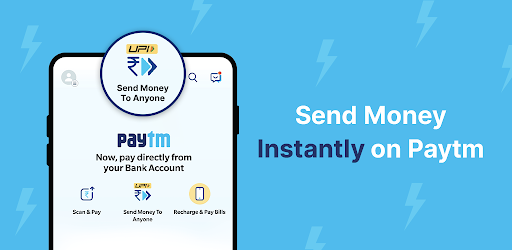 UPI
Send Money
To Anyone
paytm
Now, pay directly from
your Bank Account
Scan & Pay
UPI
Send Money
To Anyone
Recharge & Pay Bills
Send Money
Instantly on Paytm